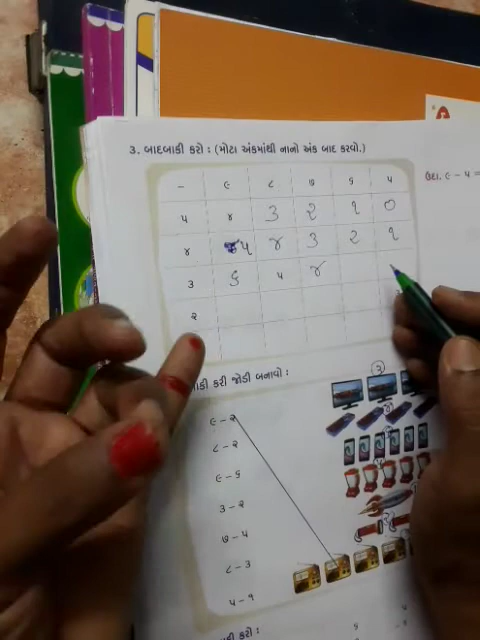 ૩. બાદબાકી કરો : (મોટા અંકમાંથી નાનો અંક બાદ કરવો.)
– ૯ ૮ ૭ ૬ ૫
૫ ૪ ૩ ૨ ૧ ૦
૪ ૫ ૪ ૩ ૨ ૧
૩ ૬ ૫ ૪
૨
ઉદા. ૯ – ૫ =
કરી જોડી બનાવો :
૯ – ૨
૮ – ૨
૯ – ૬
૩ – ૨
૭ – ૫
૮ – ૩
૫ – ૧
૩
કરો :